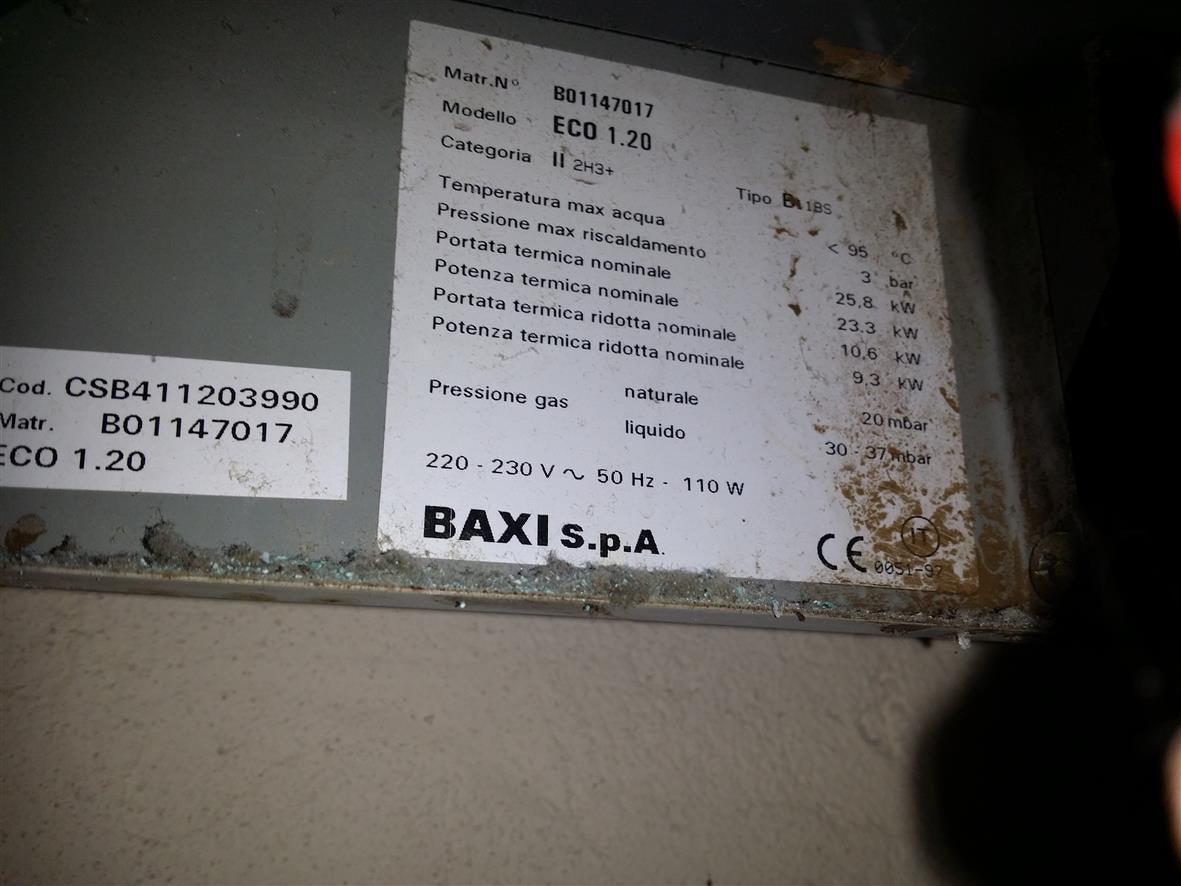 Matr.N° B01147017
Modello ECO 1.20
Categoria II 2H3+ Tipo B11BS
Temperatura max acqua < 95 °C
Pressione max riscaldamento 3 bar
Portata termica nominale 25,8 kW
Potenza termica nominale 23.3 kW
Portata termica ridotta nominale 10,6 kW
Potenza termica ridotta nominale 9,3 kW
Pressione gas naturale 20 mbar
liquido 30 - 37 mbar
220 - 230 V ~ 50 Hz - 110 W
BAXI S.p.A.
CE 0051-97 IT
Cod. CSB411203990
Matr. B01147017
ECO 1.20